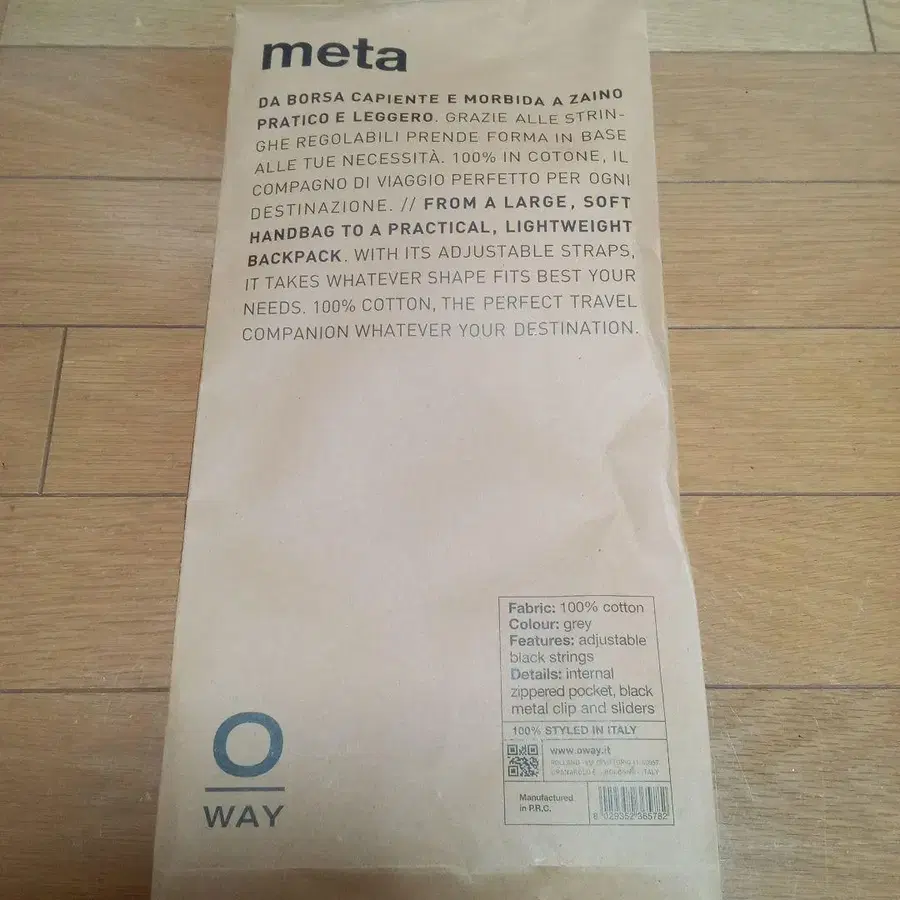 meta
DA BORSA CAPIENTE E MORBIDA A ZAINO
PRATICO E LEGGERO. GRAZIE ALLE STRIN-
GHE REGOLABILI PRENDE FORMA IN BASE
ALLE TUE NECESSITÀ. 100% IN COTONE, IL
COMPAGNO DI VIAGGIO PERFETTO PER OGNI
DESTINAZIONE. // FROM A LARGE, SOFT
HANDBAG TO A PRACTICAL, LIGHTWEIGHT
BACKPACK. WITH ITS ADJUSTABLE STRAPS,
IT TAKES WHATEVER SHAPE FITS BEST YOUR
NEEDS. 100% COTTON, THE PERFECT TRAVEL
COMPANION WHATEVER YOUR DESTINATION.
Fabric: 100% cotton
Colour: grey
Features: adjustable
black strings
Details: internal
zippered pocket, black
metal clip and sliders
100% STYLED IN ITALY
www.oway.it
ITALY
Manufactured
in P.R.C.
8 029352 365782
O
WAY